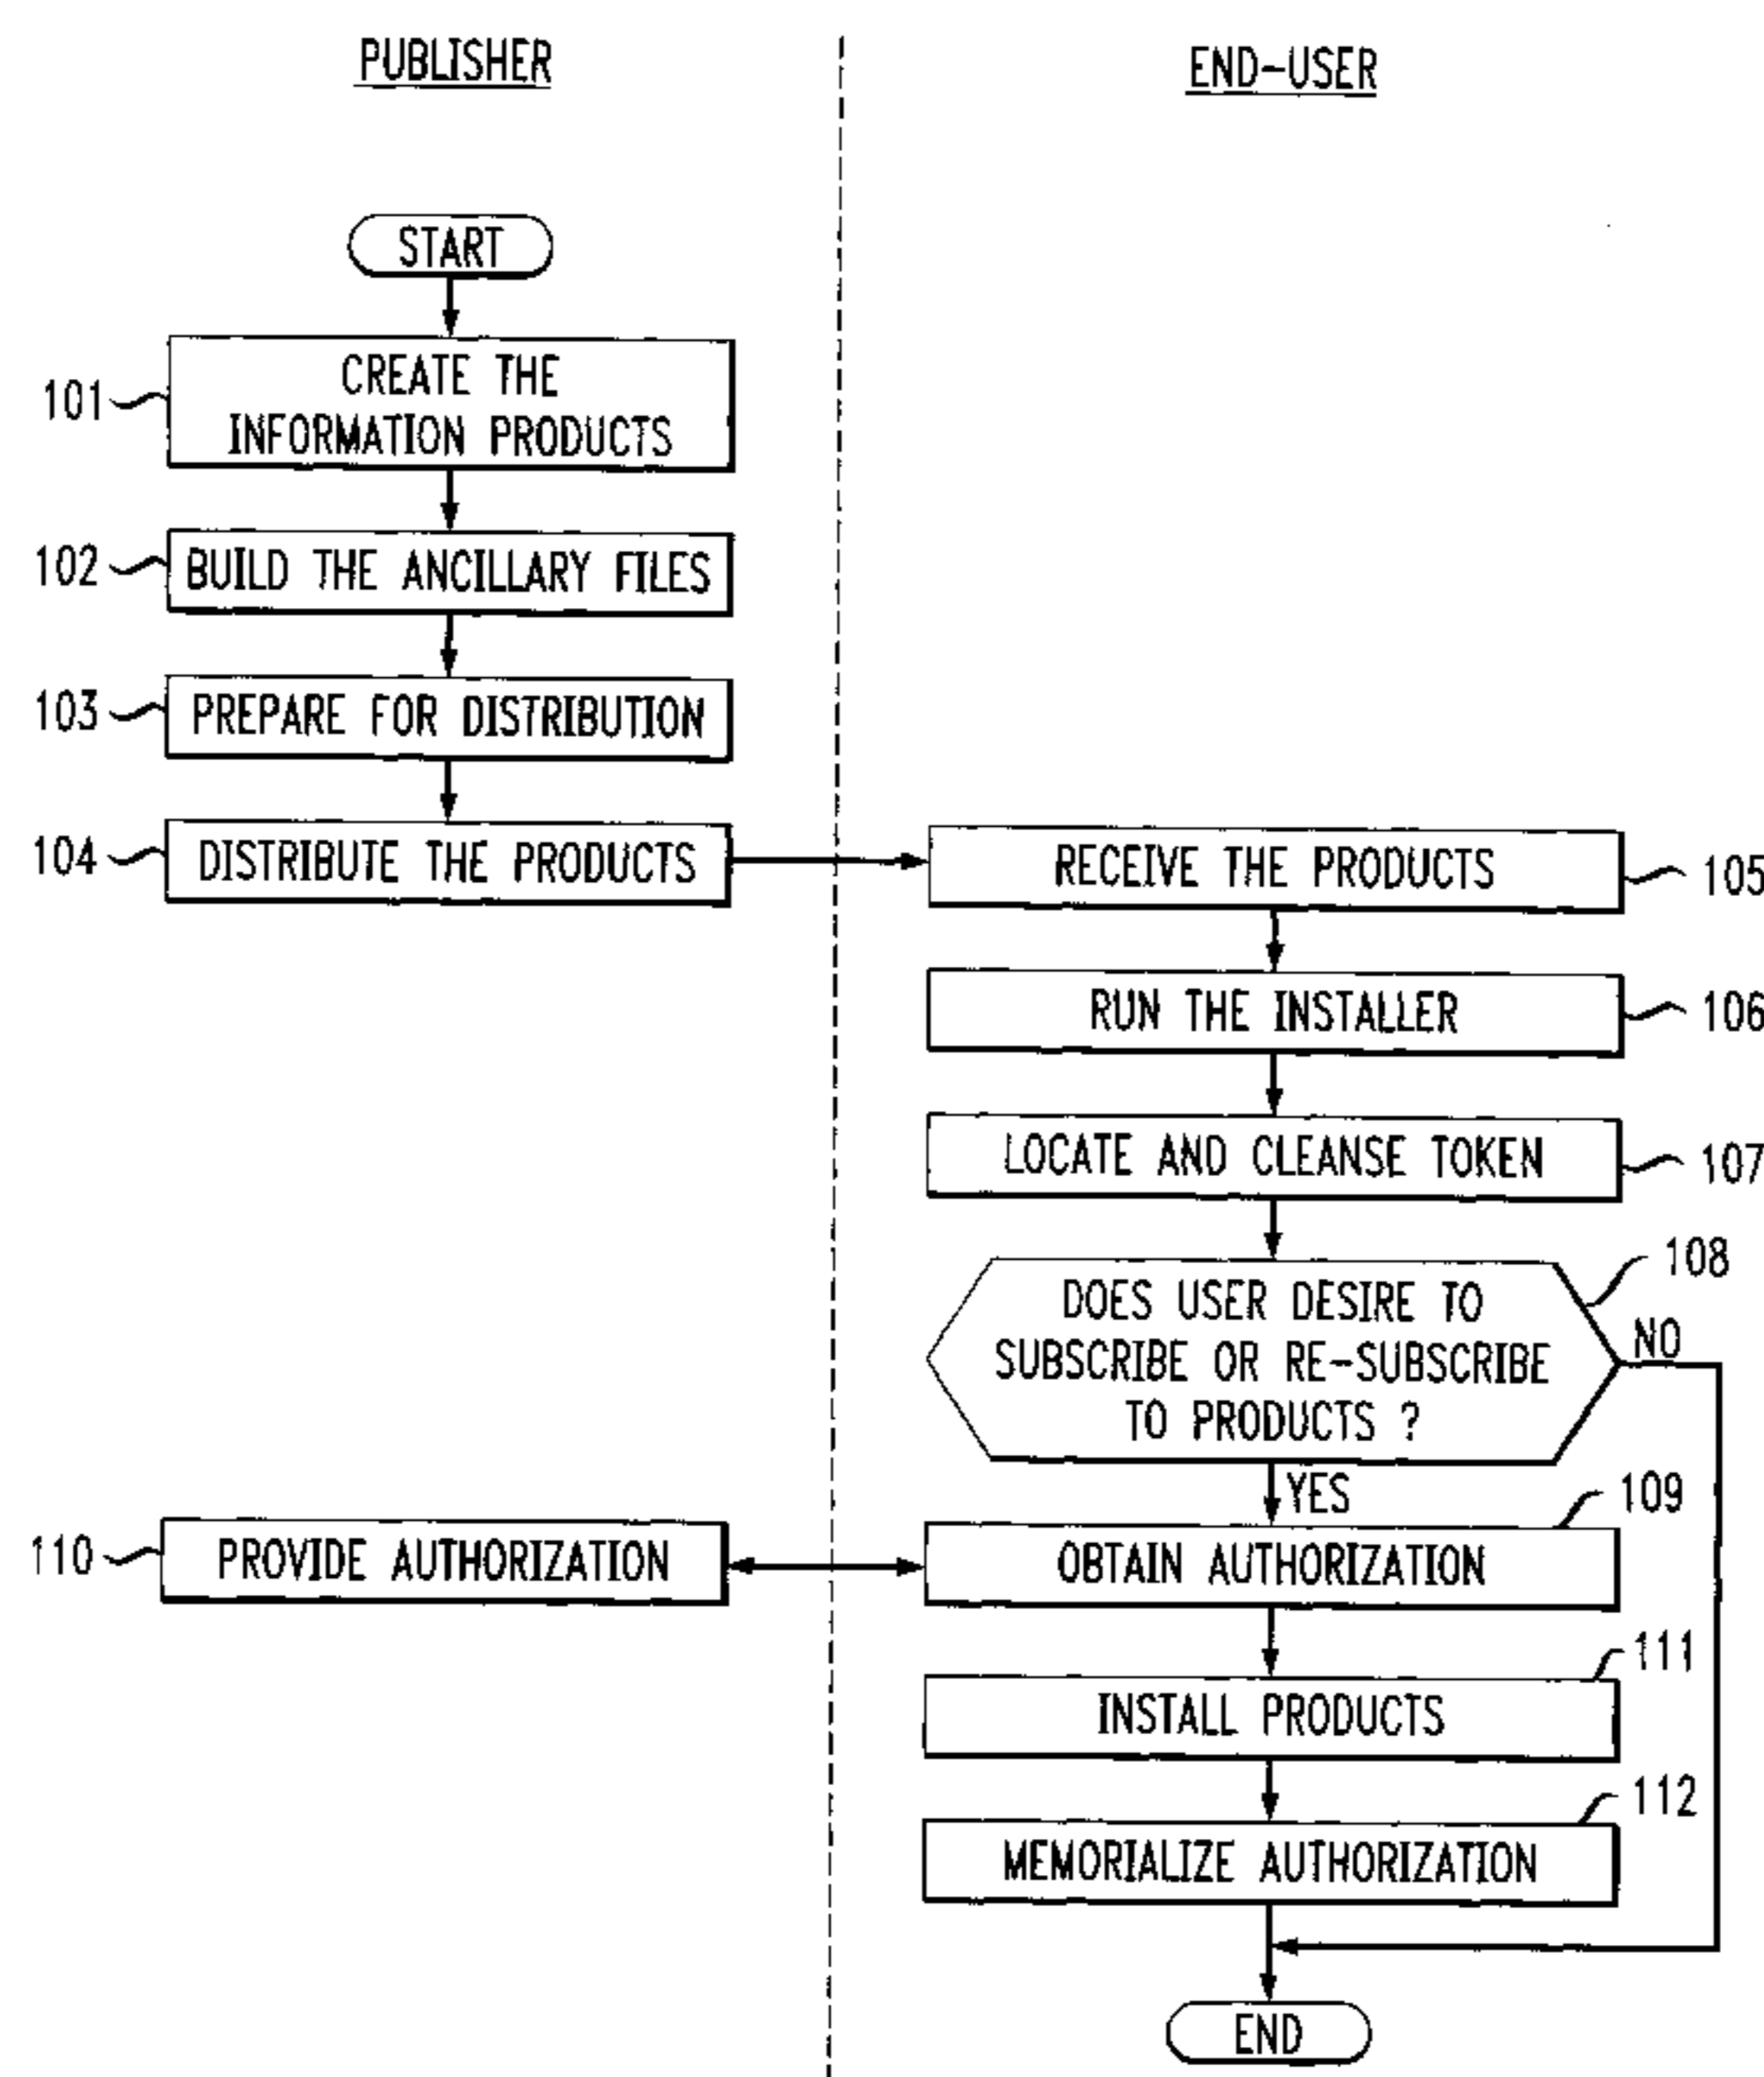 PUBLISHER
END-USER
START
101
CREATE THE
INFORMATION PRODUCTS
102
BUILD THE ANCILLARY FILES
103
PREPARE FOR DISTRIBUTION
104
DISTRIBUTE THE PRODUCTS
RECEIVE THE PRODUCTS
105
RUN THE INSTALLER
106
LOCATE AND CLEANSE TOKEN
107
108
DOES USER DESIRE TO
SUBSCRIBE OR RE-SUBSCRIBE
TO PRODUCTS ?
NO
YES
109
110
PROVIDE AUTHORIZATION
OBTAIN AUTHORIZATION
111
INSTALL PRODUCTS
112
MEMORIALIZE AUTHORIZATION
END